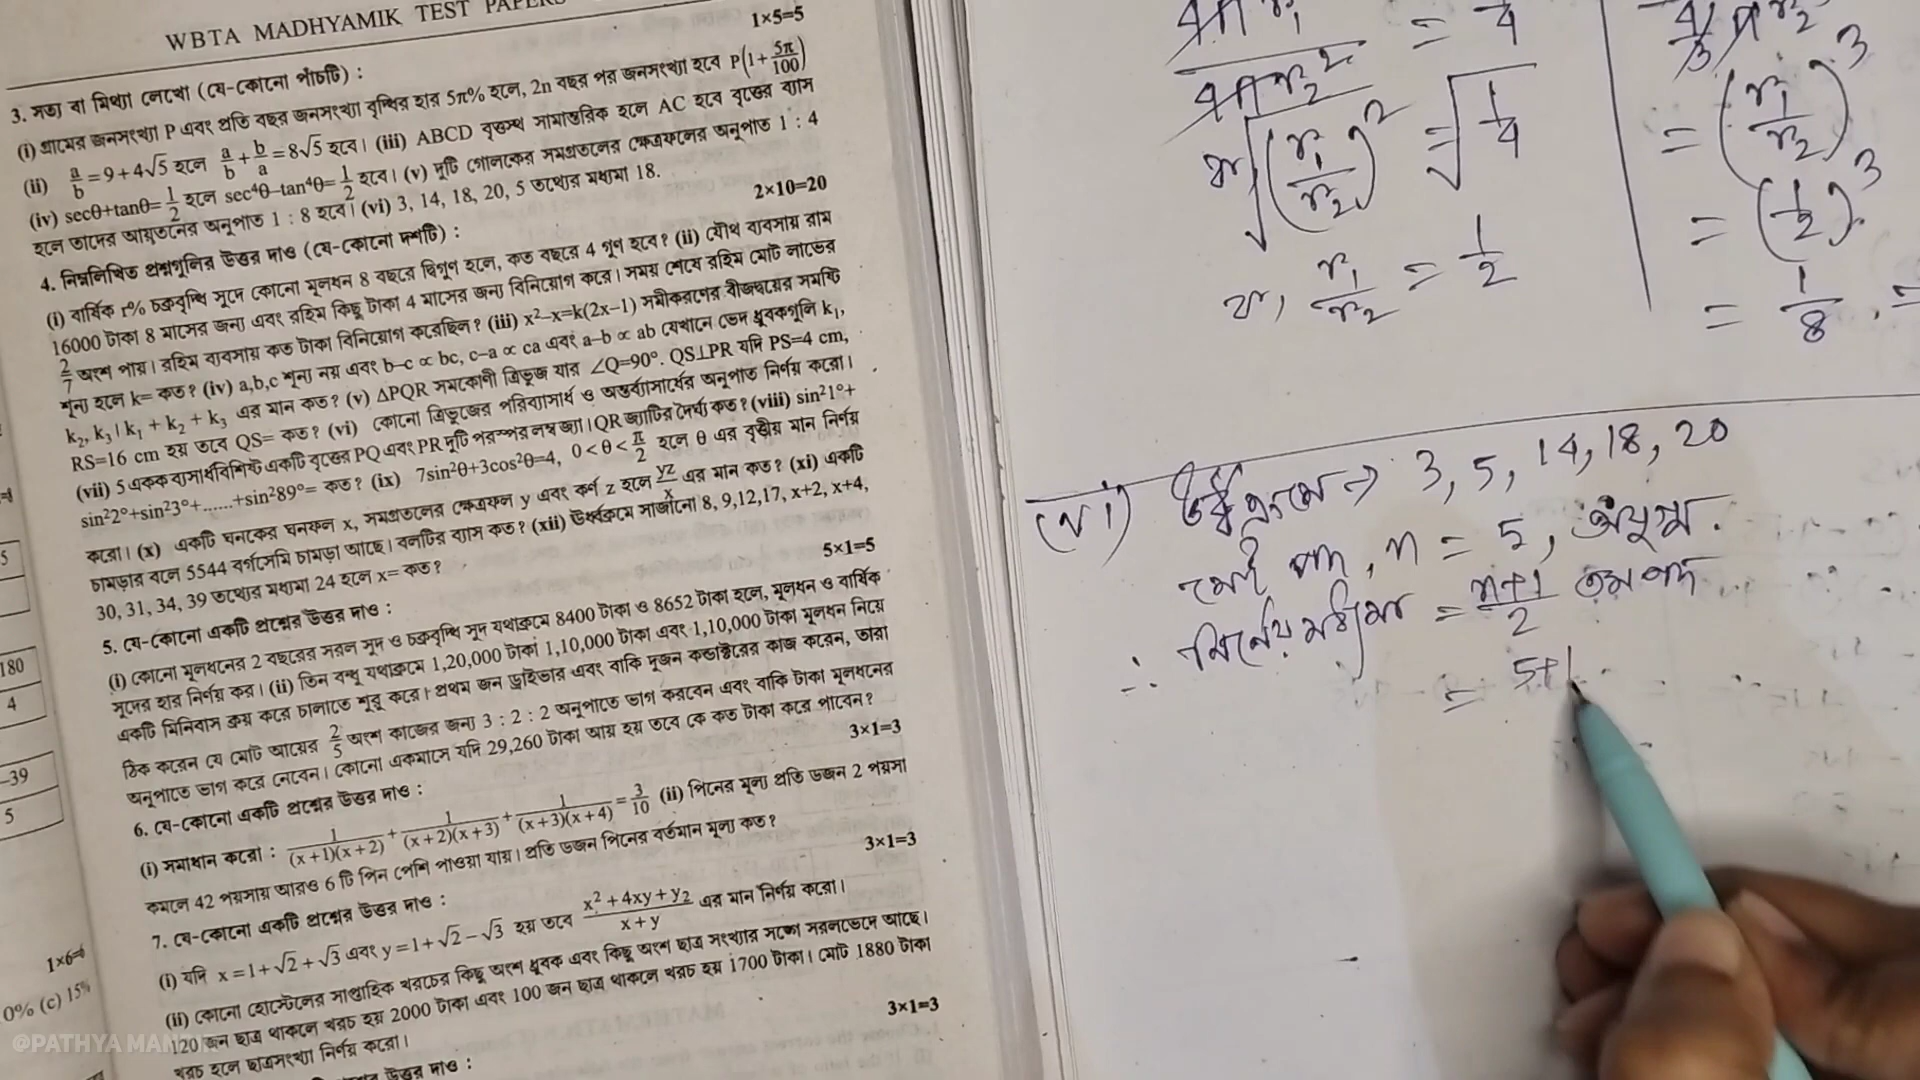 WBTA MADHYAMIK TEST PAPERS
1×5=5
3. সত্য বা মিথ্যা লেখো (যে-কোনো পাঁচটি) :
(i) গ্রামের জনসংখ্যা P এবং প্রতি বছর জনসংখ্যা বৃদ্ধির হার 5π% হলে, 2n বছর পর জনসংখ্যা হবে P(1+5π/100)
(ii) a/b=9+4√5 হলে a/b+b/a=8√5 হবে। (iii) ABCD বৃত্তস্থ সামান্তরিক হলে AC হবে বৃত্তের ব্যাস
(iv) secθ+tanθ=1/2 হলে sec⁴θ–tan⁴θ=1/2 হবে। (v) দুটি গোলকের সমগ্রতলের ক্ষেত্রফলের অনুপাত 1 : 4
হলে তাদের আয়তনের অনুপাত 1 : 8 হবে। (vi) 3, 14, 18, 20, 5 তথ্যের মধ্যমা 18.
2×10=20
4. নিম্নলিখিত প্রশ্নগুলির উত্তর দাও (যে-কোনো দশটি) :
(i) বার্ষিক r% চক্রবৃদ্ধি সুদে কোনো মূলধন 8 বছরে দ্বিগুণ হলে, কত বছরে 4 গুণ হবে? (ii) যৌথ ব্যবসায় রাম
16000 টাকা 8 মাসের জন্য এবং রহিম কিছু টাকা 4 মাসের জন্য বিনিয়োগ করে। সময় শেষে রহিম মোট লাভের
2/7 অংশ পায়। রহিম ব্যবসায় কত টাকা বিনিয়োগ করেছিল? (iii) x²–x=k(2x–1) সমীকরণের বীজদ্বয়ের সমষ্টি
শূন্য হলে k= কত? (iv) a,b,c শূন্য নয় এবং b–c ∝ bc, c–a ∝ ca এবং a–b ∝ ab যেখানে ভেদ ধ্রুবকগুলি k₁,
k₂, k₃। k₁ + k₂ + k₃ এর মান কত? (v) ΔPQR সমকোণী ত্রিভুজ যার ∠Q=90°. QS⊥PR যদি PS=4 cm,
RS=16 cm হয় তবে QS= কত? (vi) কোনো ত্রিভুজের পরিব্যাসার্ধ ও অন্তর্ব্যাসার্ধের অনুপাত নির্ণয় করো।
(vii) 5 একক ব্যাসার্ধবিশিষ্ট একটি বৃত্তের PQ এবং PR দুটি পরস্পর লম্ব জ্যা। QR জ্যাটির দৈর্ঘ্য কত? (viii) sin²1°+
sin²2°+sin²3°+......+sin²89°= কত? (ix) 7sin²θ+3cos²θ=4, 0<θ<π/2 হলে θ এর বৃত্তীয় মান নির্ণয়
করো। (x) একটি ঘনকের ঘনফল x, সমগ্রতলের ক্ষেত্রফল y এবং কর্ণ z হলে yz/x এর মান কত? (xi) একটি
চামড়ার বলে 5544 বর্গসেমি চামড়া আছে। বলটির ব্যাস কত? (xii) ঊর্ধ্বক্রমে সাজানো 8, 9,12,17, x+2, x+4,
30, 31, 34, 39 তথ্যের মধ্যমা 24 হলে x= কত?
5×1=5
5. যে-কোনো একটি প্রশ্নের উত্তর দাও :
(i) কোনো মূলধনের 2 বছরের সরল সুদ ও চক্রবৃদ্ধি সুদ যথাক্রমে 8400 টাকা ও 8652 টাকা হলে, মূলধন ও বার্ষিক
সুদের হার নির্ণয় কর। (ii) তিন বন্ধু যথাক্রমে 1,20,000 টাকা 1,10,000 টাকা এবং 1,10,000 টাকা মূলধন নিয়ে
একটি মিনিবাস ক্রয় করে চালাতে শুরু করে। প্রথম জন ড্রাইভার এবং বাকি দুজন কন্ডাক্টরের কাজ করেন, তারা
ঠিক করেন যে মোট আয়ের 2/5 অংশ কাজের জন্য 3 : 2 : 2 অনুপাতে ভাগ করবেন এবং বাকি টাকা মূলধনের
অনুপাতে ভাগ করে নেবেন। কোনো একমাসে যদি 29,260 টাকা আয় হয় তবে কে কত টাকা করে পাবেন?
3×1=3
6. যে-কোনো একটি প্রশ্নের উত্তর দাও :
(i) সমাধান করো : 1/(x+1)(x+2) + 1/(x+2)(x+3) + 1/(x+3)(x+4) = 3/10 (ii) পিনের মূল্য প্রতি ডজন 2 পয়সা
কমলে 42 পয়সায় আরও 6 টি পিন বেশি পাওয়া যায়। প্রতি ডজন পিনের বর্তমান মূল্য কত?
3×1=3
7. যে-কোনো একটি প্রশ্নের উত্তর দাও :
(i) যদি x=1+√2+√3 এবং y=1+√2–√3 হয় তবে x²+4xy+y₂/x+y এর মান নির্ণয় করো।
(ii) কোনো হোস্টেলের সাপ্তাহিক খরচের কিছু অংশ ধ্রুবক এবং কিছু অংশ ছাত্র সংখ্যার সঙ্গে সরলভেদে আছে।
120 জন ছাত্র থাকলে খরচ হয় 2000 টাকা এবং 100 জন ছাত্র থাকলে খরচ হয় 1700 টাকা। মোট 1880 টাকা
খরচ হলে ছাত্রসংখ্যা নির্ণয় করো।
3×1=3
5
180
4
–39
5
1×6=6
0% (c) 15%
@PATHYA MAN
= 1/4
√(r₁/r₂)² = √1/4
বা, r₁/r₂ = 1/2
= (r₁/r₂)³
= (1/2)³
= 1/8
(vi) ঊর্ধ্বক্রমে → 3, 5, 14, 18, 20
মোট পদ, n = 5, অযুগ্ম.
∴ নির্ণেয় মধ্যমা = n+1/2 তম পদ
= 5+1